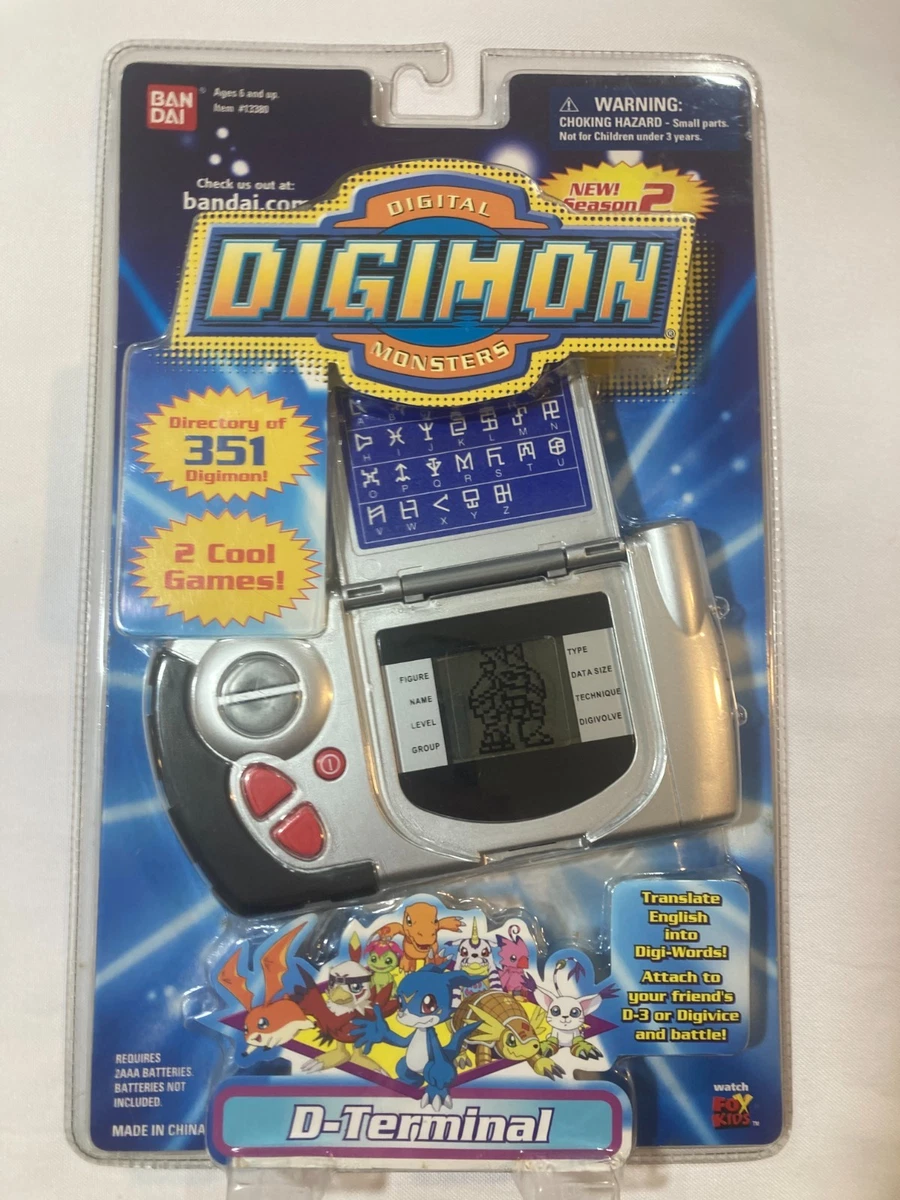 BAN
DAI
®
Ages 6 and up.
Item #13380
⚠ WARNING:
CHOKING HAZARD - Small parts.
Not for Children under 3 years.
Check us out at:
bandai.com
NEW!
Season 2
DIGITAL
DIGIMON
MONSTERS
®
Directory of
351
Digimon!
2 Cool
Games!
H I J K L M N
O P Q R S T U
V W X Y Z
FIGURE
NAME
LEVEL
GROUP
TYPE
DATA SIZE
TECHNIQUE
DIGIVOLVE
Translate
English
into
Digi-Words!
Attach to
your friend's
D-3 or Digivice
and battle!
REQUIRES
2AAA BATTERIES.
BATTERIES NOT
INCLUDED.
MADE IN CHINA
D-Terminal
watch
FOX
KIDS™